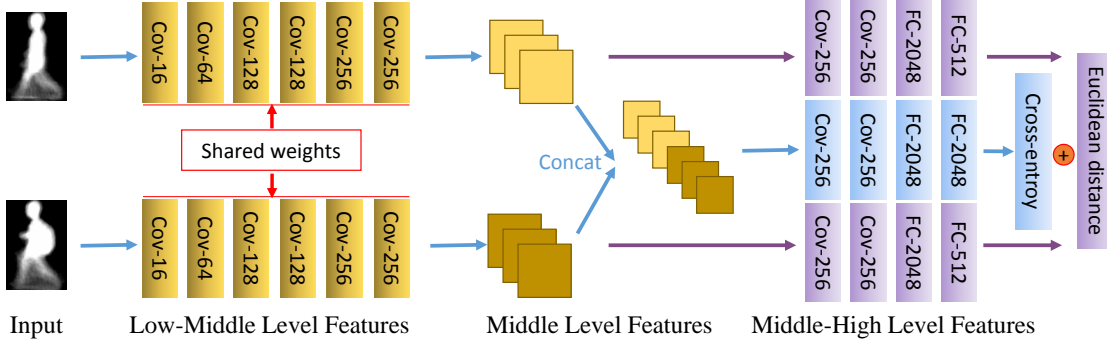 Cov-16
Cov-64
Cov-128
Cov-128
Cov-256
Cov-256
Cov-256
Cov-256
FC-2048
FC-512
Shared weights
Concat
Cov-256
Cov-256
FC-2048
FC-2048
Cross-entroy
+
Euclidean distance
Cov-16
Cov-64
Cov-128
Cov-128
Cov-256
Cov-256
Cov-256
Cov-256
FC-2048
FC-512
Input
Low-Middle Level Features
Middle Level Features
Middle-High Level Features